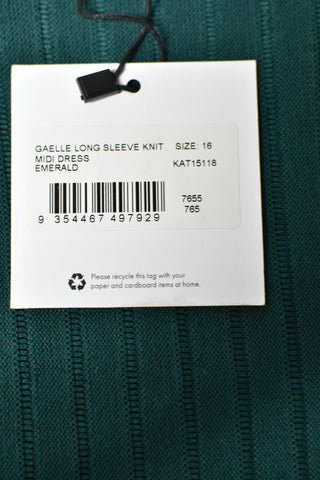 GAELLE LONG SLEEVE KNIT SIZE: 16
MIDI DRESS KAT15118
EMERALD
7655
9 354467 497929 765
Please recycle this tag with your
paper and cardboard items at home.